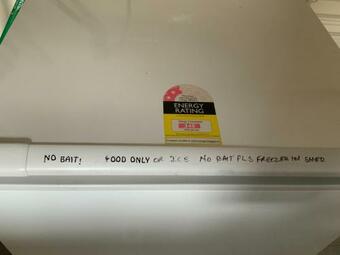 ENERGY
RATING
NO BAIT! FOOD ONLY OR ICE NO BAIT PLS FREEZER IN SHED